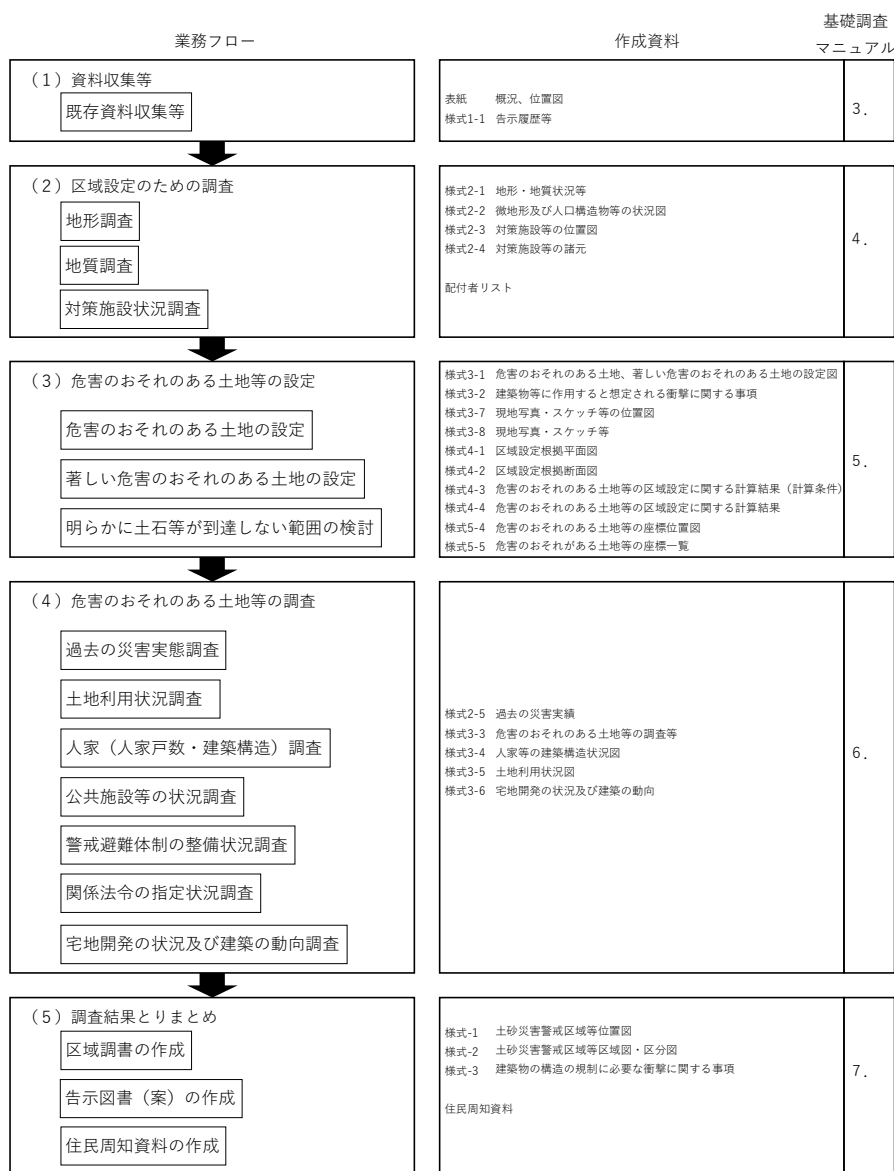 業務フロー
作成資料
基礎調査
マニュアル
（1）資料収集等
既存資料収集等
表紙 概況、位置図
様式1-1 告示履歴等
3．
（2）区域設定のための調査
地形調査
地質調査
対策施設状況調査
様式2-1 地形・地質状況等
様式2-2 微地形及び人口構造物等の状況図
様式2-3 対策施設等の位置図
様式2-4 対策施設等の諸元
配付者リスト
4．
（3）危害のおそれのある土地等の設定
危害のおそれのある土地の設定
著しい危害のおそれのある土地の設定
明らかに土石等が到達しない範囲の検討
様式3-1 危害のおそれのある土地、著しい危害のおそれのある土地の設定図
様式3-2 建築物等に作用すると想定される衝撃に関する事項
様式3-7 現地写真・スケッチ等の位置図
様式3-8 現地写真・スケッチ等
様式4-1 区域設定根拠平面図
様式4-2 区域設定根拠断面図
様式4-3 危害のおそれのある土地等の区域設定に関する計算結果（計算条件）
様式4-4 危害のおそれのある土地等の区域設定に関する計算結果
様式5-4 危害のおそれのある土地等の座標位置図
様式5-5 危害のおそれがある土地等の座標一覧
5．
（4）危害のおそれのある土地等の調査
過去の災害実態調査
土地利用状況調査
人家（人家戸数・建築構造）調査
公共施設等の状況調査
警戒避難体制の整備状況調査
関係法令の指定状況調査
宅地開発の状況及び建築の動向調査
様式2-5 過去の災害実績
様式3-3 危害のおそれのある土地等の調査等
様式3-4 人家等の建築構造状況図
様式3-5 土地利用状況図
様式3-6 宅地開発の状況及び建築の動向
6．
（5）調査結果とりまとめ
区域調書の作成
告示図書（案）の作成
住民周知資料の作成
様式-1 土砂災害警戒区域等位置図
様式-2 土砂災害警戒区域等区域図・区分図
様式-3 建築物の構造の規制に必要な衝撃に関する事項
住民周知資料
7．